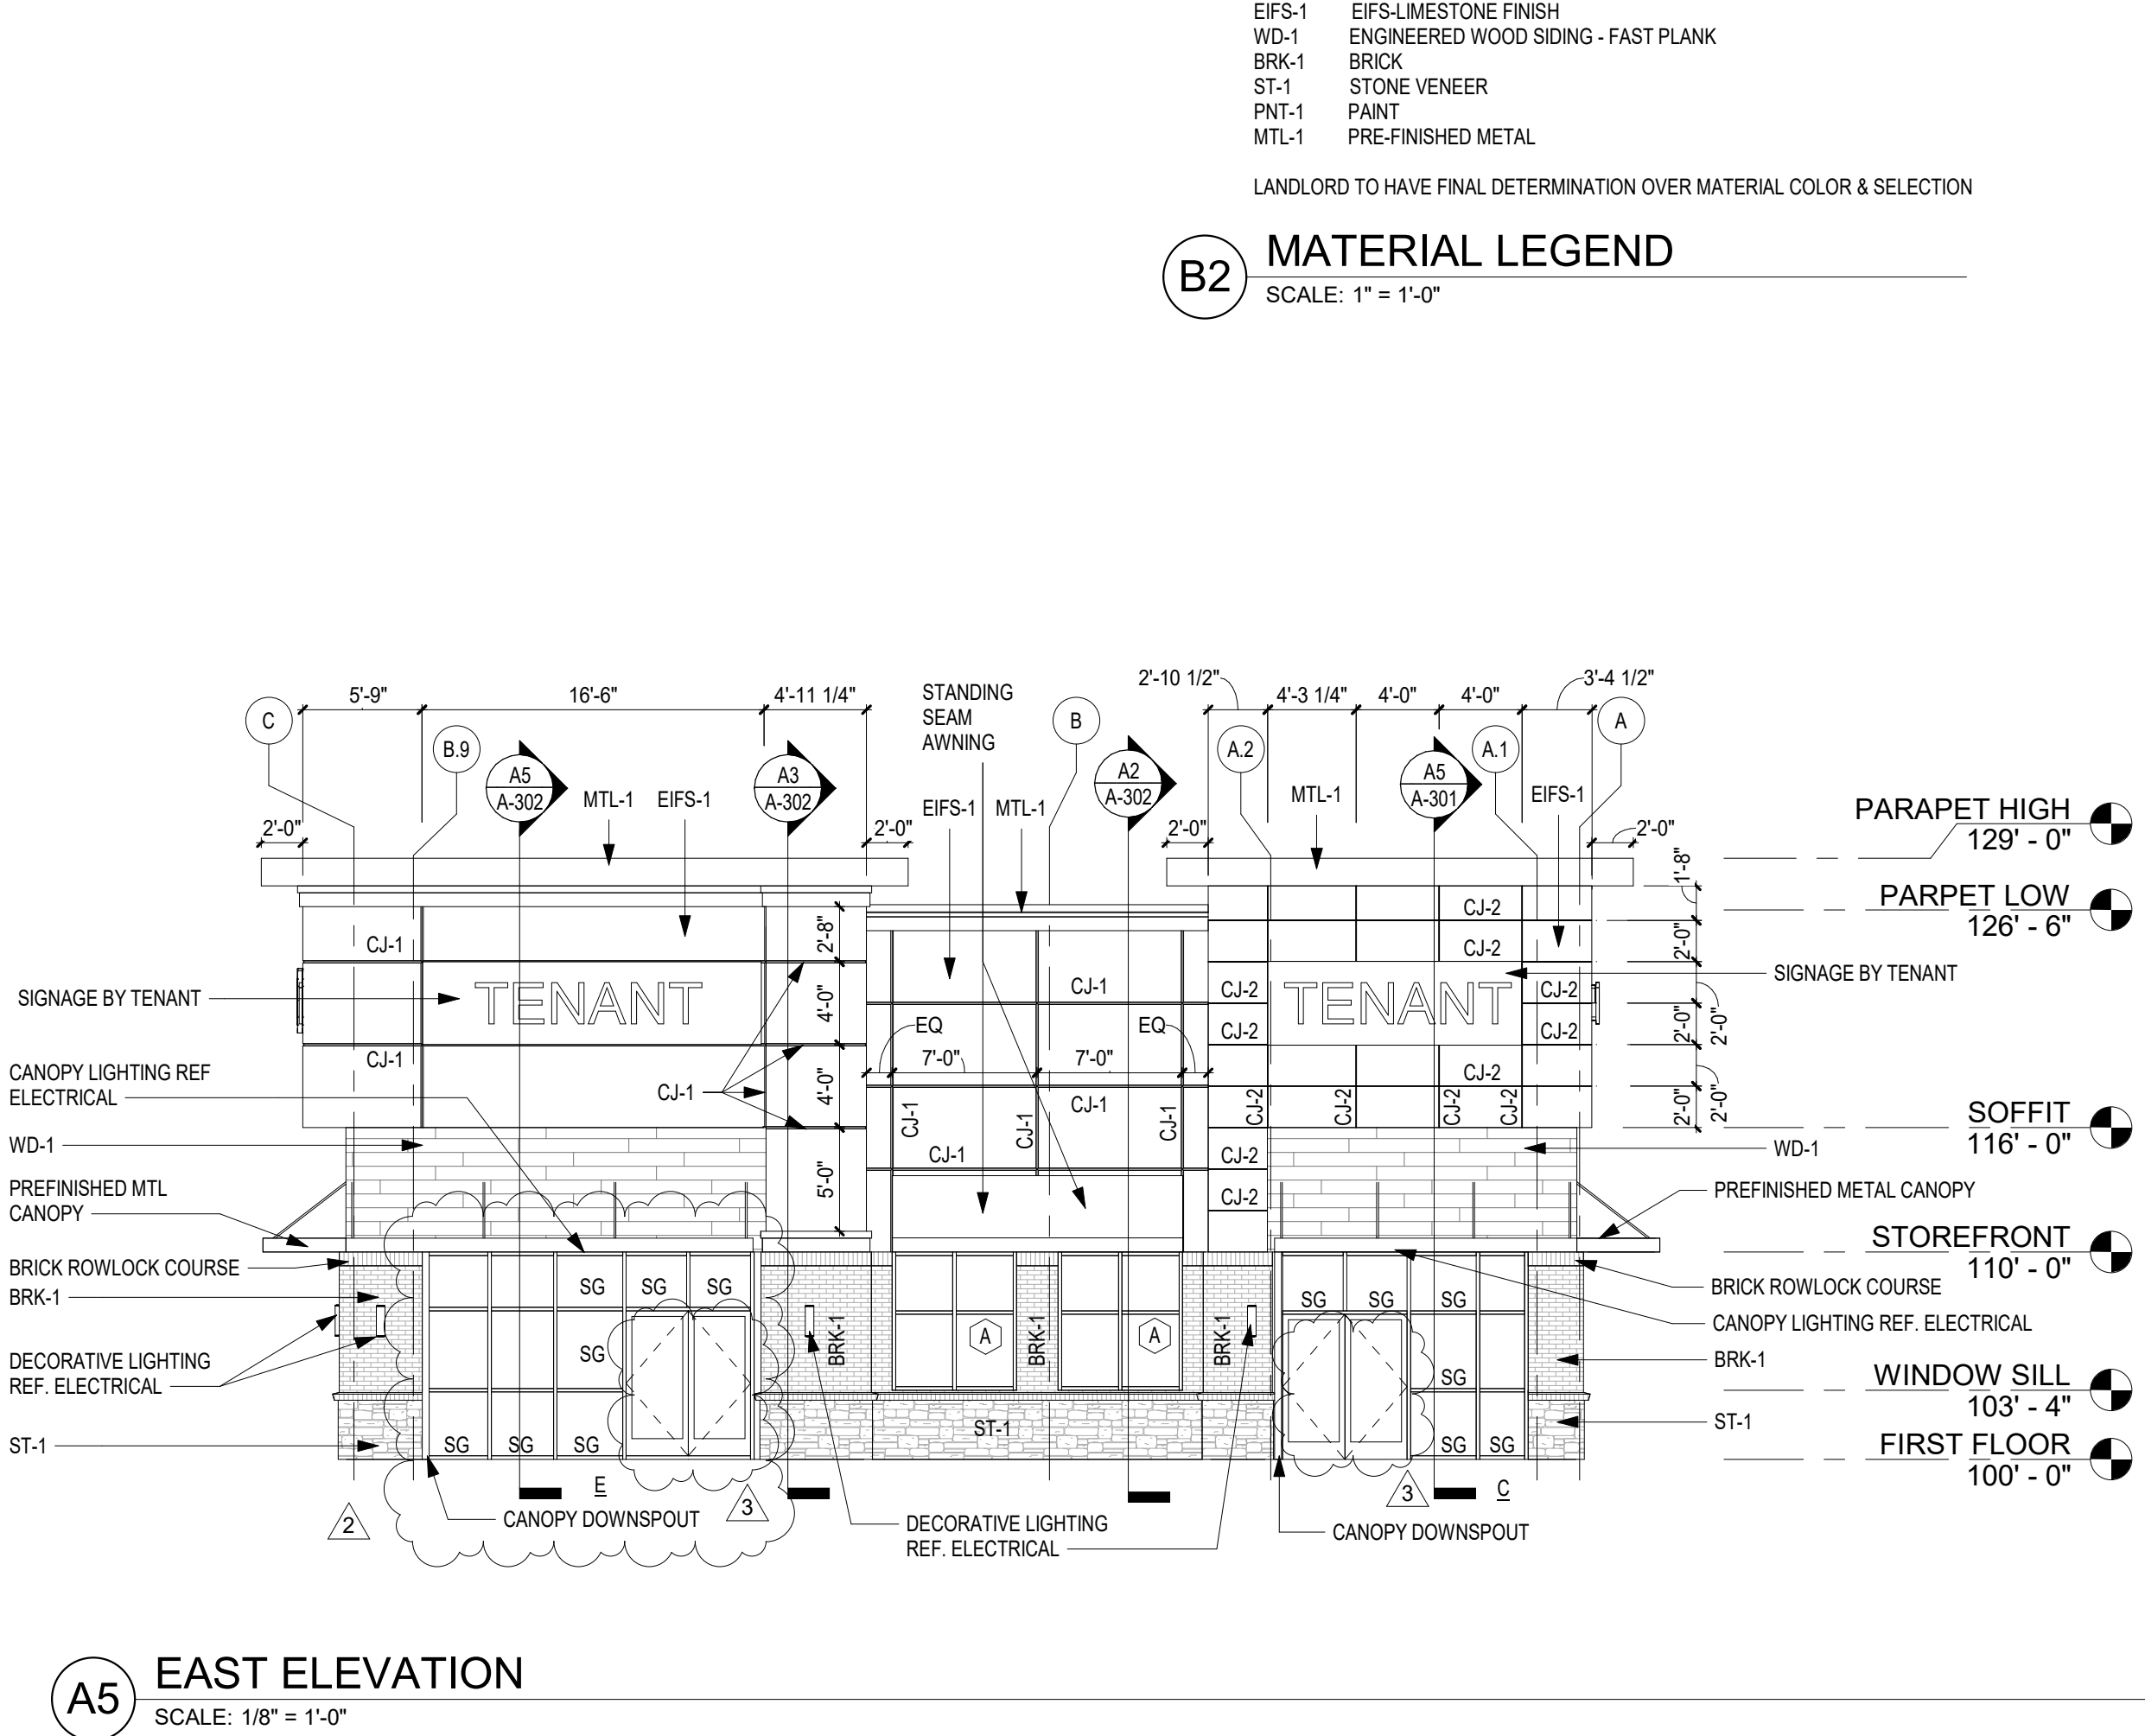 EIFS-1 EIFS-LIMESTONE FINISH
WD-1 ENGINEERED WOOD SIDING - FAST PLANK
BRK-1 BRICK
ST-1 STONE VENEER
PNT-1 PAINT
MTL-1 PRE-FINISHED METAL
LANDLORD TO HAVE FINAL DETERMINATION OVER MATERIAL COLOR & SELECTION
B2
MATERIAL LEGEND
SCALE: 1" = 1'-0"
5'-9"
16'-6"
4'-11 1/4"
STANDING
SEAM
AWNING
2'-10 1/2"
4'-3 1/4"
4'-0"
4'-0"
3'-4 1/2"
C
B.9
A5
A-302
MTL-1
EIFS-1
A3
A-302
EIFS-1
MTL-1
B
A2
A-302
A.2
MTL-1
A5
A-301
A.1
EIFS-1
A
2'-0"
2'-0"
2'-0"
2'-0"
PARAPET HIGH
129' - 0"
PARPET LOW
126' - 6"
SOFFIT
116' - 0"
STOREFRONT
110' - 0"
WINDOW SILL
103' - 4"
FIRST FLOOR
100' - 0"
CJ-1
CJ-1
CJ-1
2'-8"
4'-0"
4'-0"
5'-0"
TENANT
CJ-1
EQ
EQ
7'-0"
7'-0"
CJ-1
CJ-1
CJ-1
CJ-1
CJ-1
CJ-2
CJ-2
CJ-2
CJ-2
TENANT
CJ-2
CJ-2
CJ-2
CJ-2
CJ-2
CJ-2
CJ-2
CJ-2
CJ-2
1'-8"
2'-0"
2'-0"
2'-0"
2'-0"
2'-0"
SIGNAGE BY TENANT
CANOPY LIGHTING REF
ELECTRICAL
WD-1
PREFINISHED MTL
CANOPY
BRICK ROWLOCK COURSE
BRK-1
DECORATIVE LIGHTING
REF. ELECTRICAL
ST-1
SIGNAGE BY TENANT
WD-1
PREFINISHED METAL CANOPY
BRICK ROWLOCK COURSE
CANOPY LIGHTING REF. ELECTRICAL
BRK-1
ST-1
SG
SG
SG
SG
SG
SG
SG
BRK-1
A
BRK-1
A
BRK-1
ST-1
SG
SG
SG
SG
SG
SG
2
E
3
3
C
CANOPY DOWNSPOUT
DECORATIVE LIGHTING
REF. ELECTRICAL
CANOPY DOWNSPOUT
A5
EAST ELEVATION
SCALE: 1/8" = 1'-0"